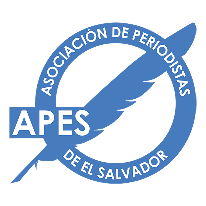 ASOCIACIÓN DE PERIODISTAS
APES
DE EL SALVADOR